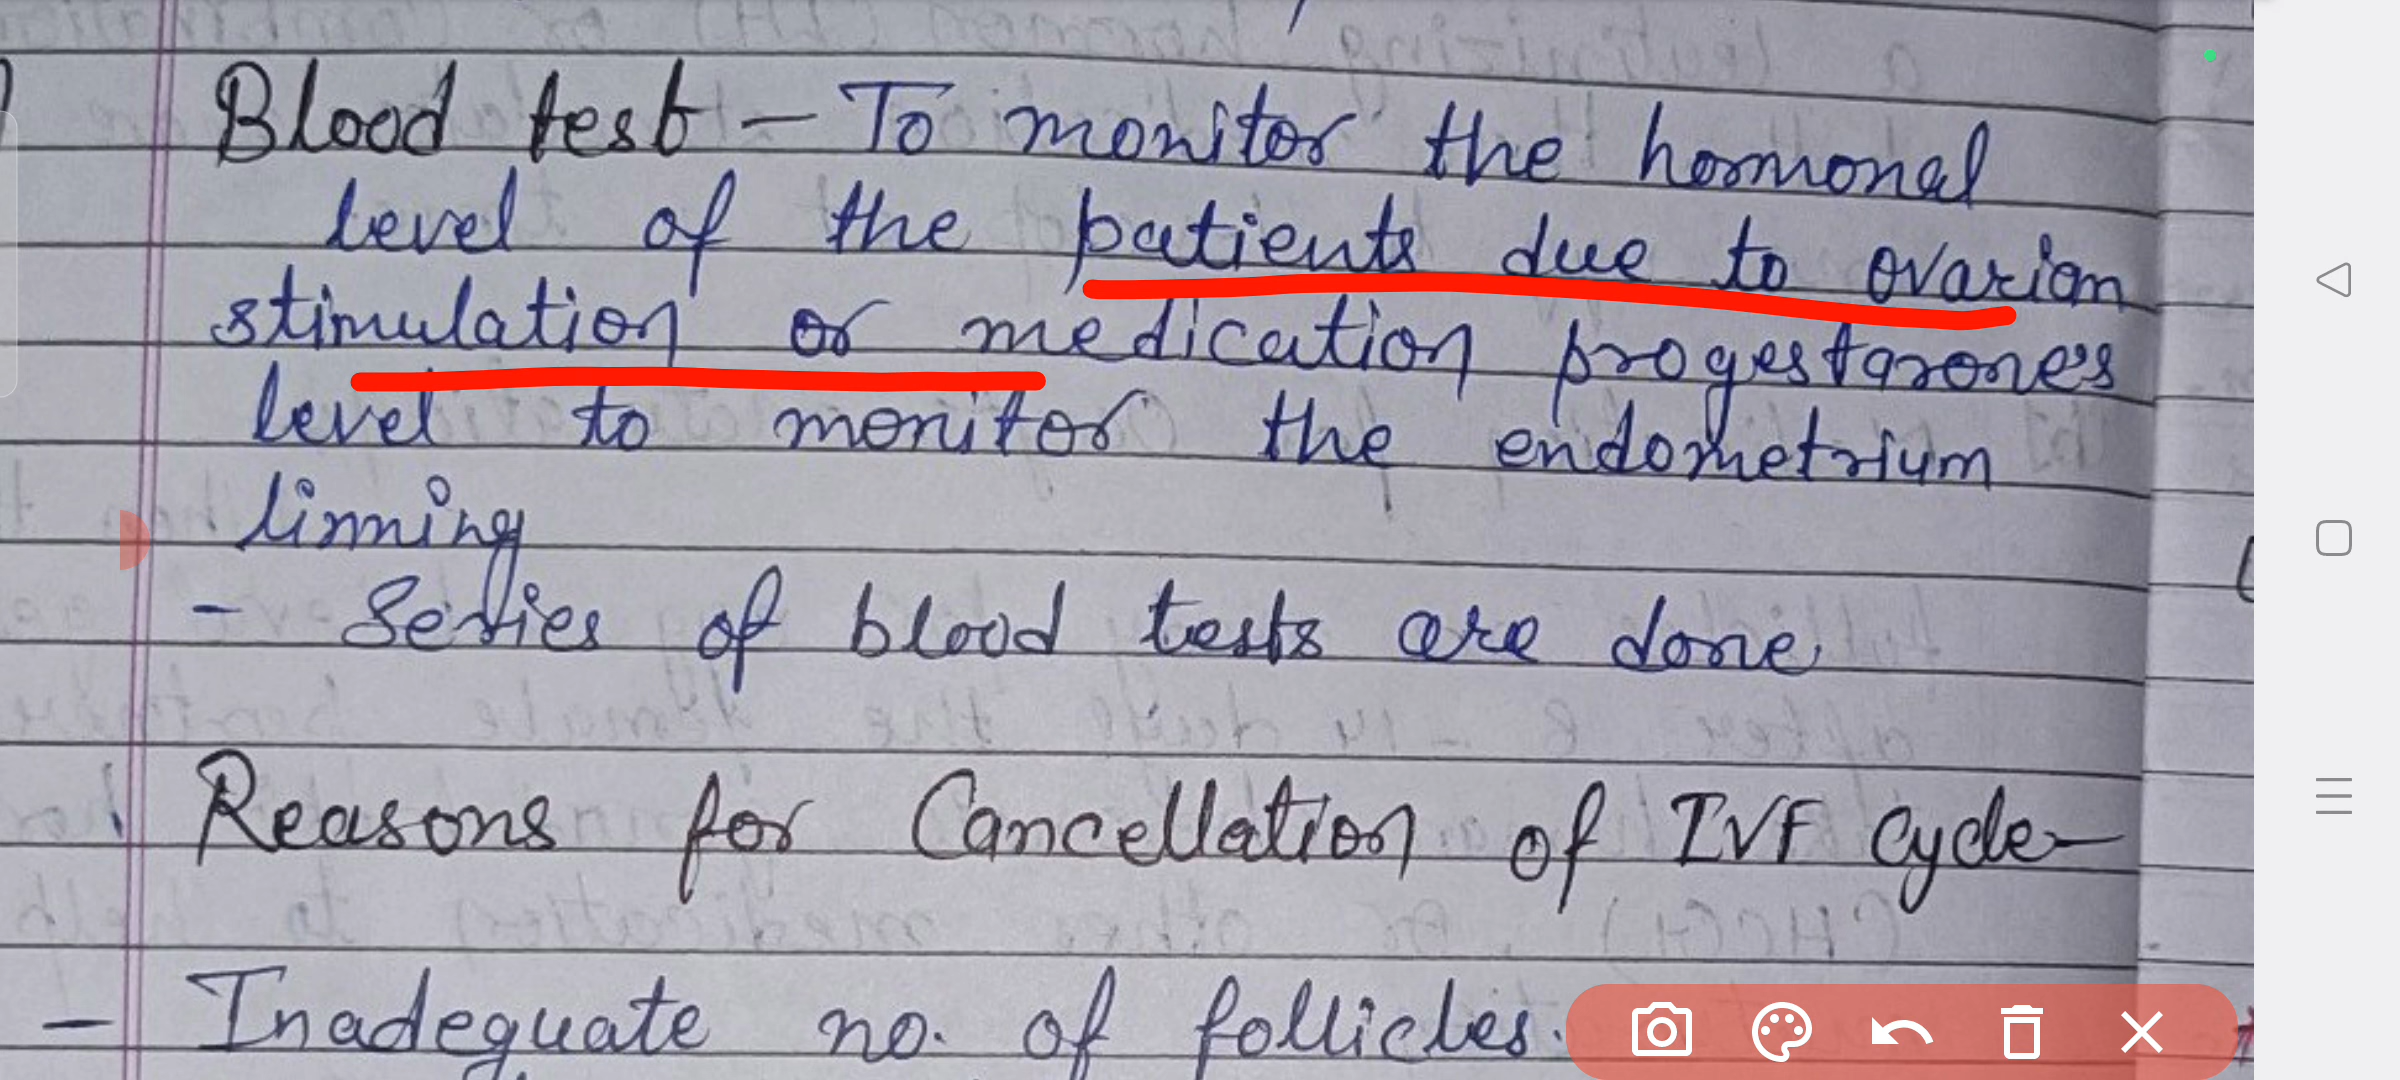 Blood test - To monitor the hormonal
level of the patients due to ovarian
stimulation or medication progestarone's
level to monitor the endometrium
linning
- Series of blood tests are done
Reasons for Cancellation of IVF Cycle-
- Inadequate no. of follicles.